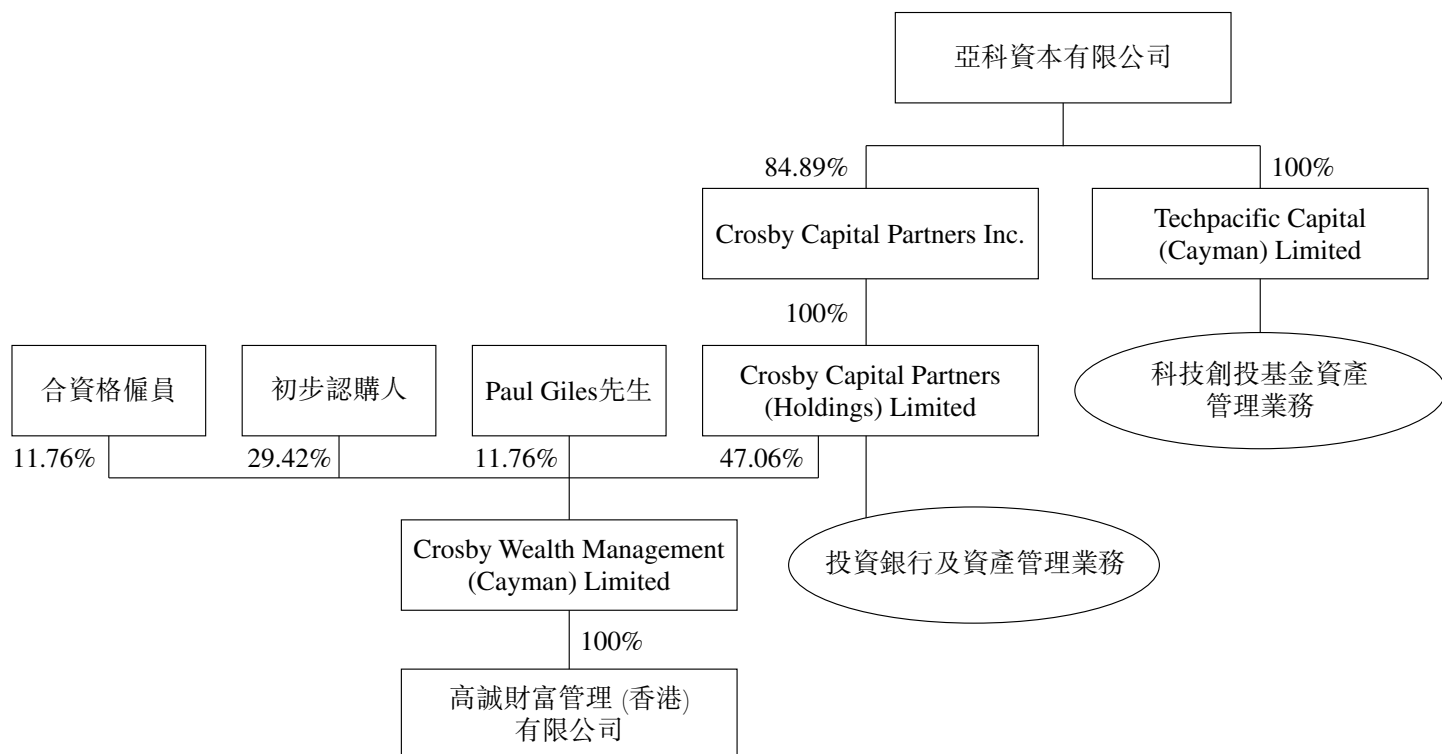 亞科資本有限公司
84.89%
100%
Crosby Capital Partners Inc.
Techpacific Capital
(Cayman) Limited
100%
合資格僱員
初步認購人
Paul Giles先生
Crosby Capital Partners
(Holdings) Limited
科技創投基金資產
管理業務
11.76%
29.42%
11.76%
47.06%
Crosby Wealth Management
(Cayman) Limited
投資銀行及資產管理業務
100%
高誠財富管理 (香港)
有限公司